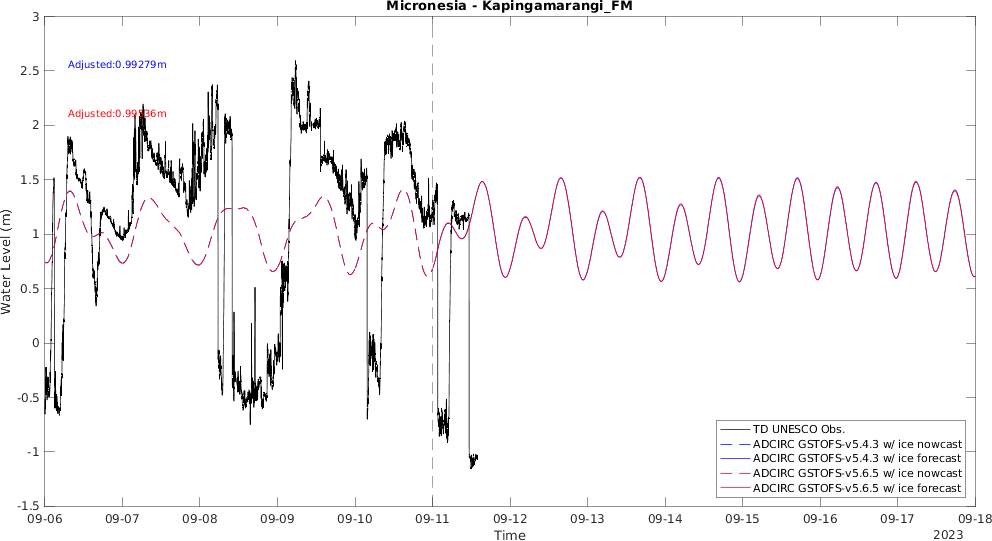 Micronesia - Kapingamarangi_FM
3
2.5
2
1.5
1
0.5
0
-0.5
-1
-1.5
Water Level (m)
Adjusted:0.99279m
TD UNESCO Obs.
ADCIRC GSTOFS-v5.4.3 w/ ice nowcast
ADCIRC GSTOFS-v5.4.3 w/ ice forecast
ADCIRC GSTOFS-v5.6.5 w/ ice nowcast
ADCIRC GSTOFS-v5.6.5 w/ ice forecast
09-06 09-07 09-08 09-09 09-10 09-11 09-12 09-13 09-14 09-15 09-16 09-17 09-18
Time
2023